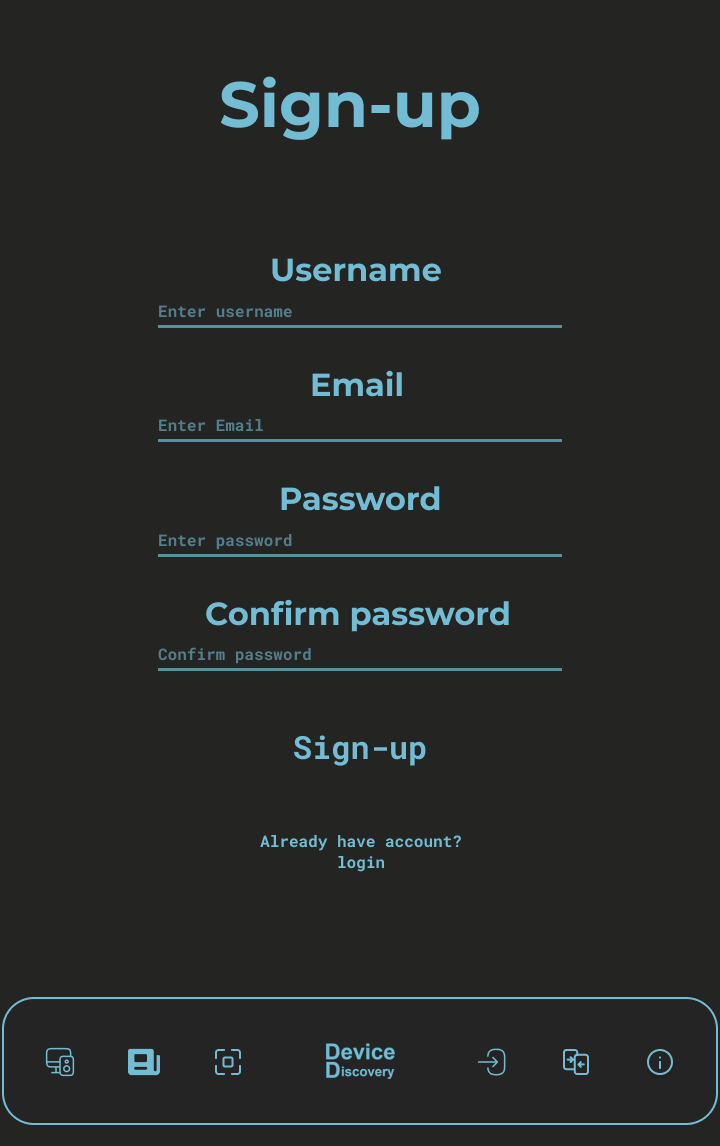 Sign-up
Username
Enter username
Email
Enter Email
Password
Enter password
Confirm password
Confirm password
Sign-up
Already have account?
login
Device
Discovery